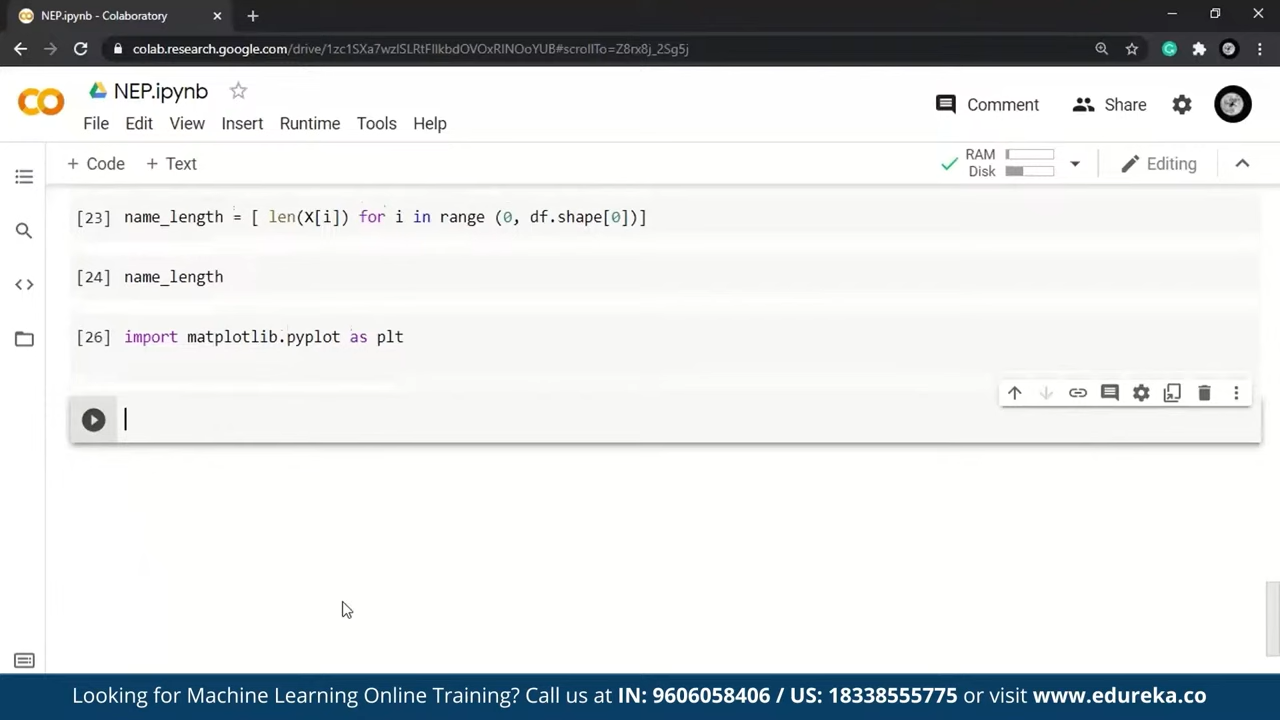 NEP.ipynb - Colaboratory
colab.research.google.com/drive/1zc1SXa7wzlSLRtFIlkbdOVOxRINOoYUB#scrollTo=Z8rx8j_2Sg5j
NEP.ipynb
Comment
Share
File Edit View Insert Runtime Tools Help
+ Code + Text
RAM
Disk
Editing
[23] name_length = [ len(X[i]) for i in range (0, df.shape[0])]
[24] name_length
[26] import matplotlib.pyplot as plt
Looking for Machine Learning Online Training? Call us at IN: 9606058406 / US: 18338555775 or visit www.edureka.co